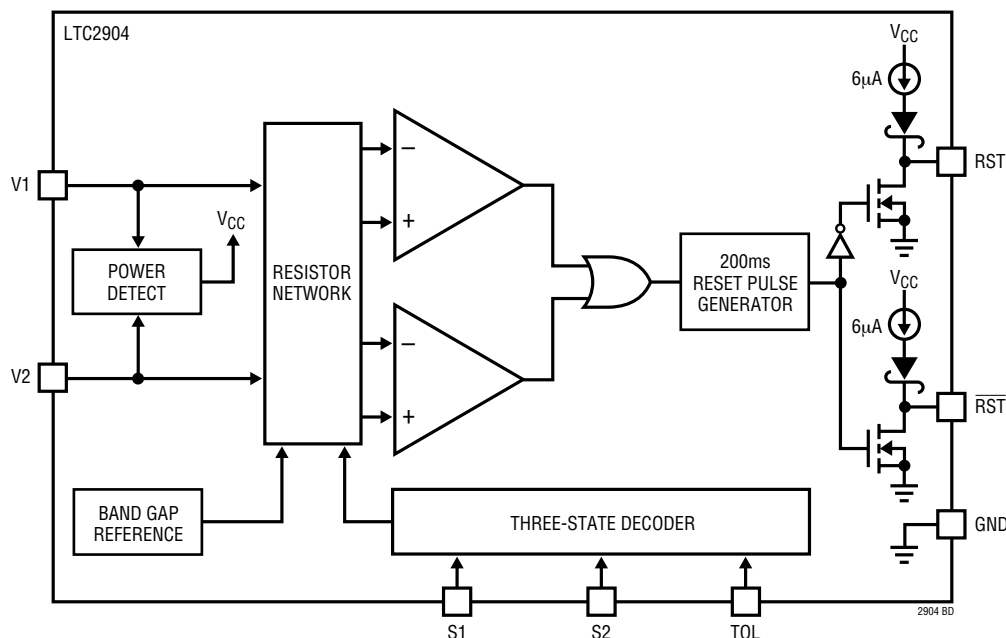 LTC2904
V1
V2
POWER
DETECT
VCC
RESISTOR
NETWORK
BAND GAP
REFERENCE
−
+
−
+
THREE-STATE DECODER
200ms
RESET PULSE
GENERATOR
VCC
6μA
RST
VCC
6μA
R̅S̅T̅
GND
S1
S2
TOL
2904 BD